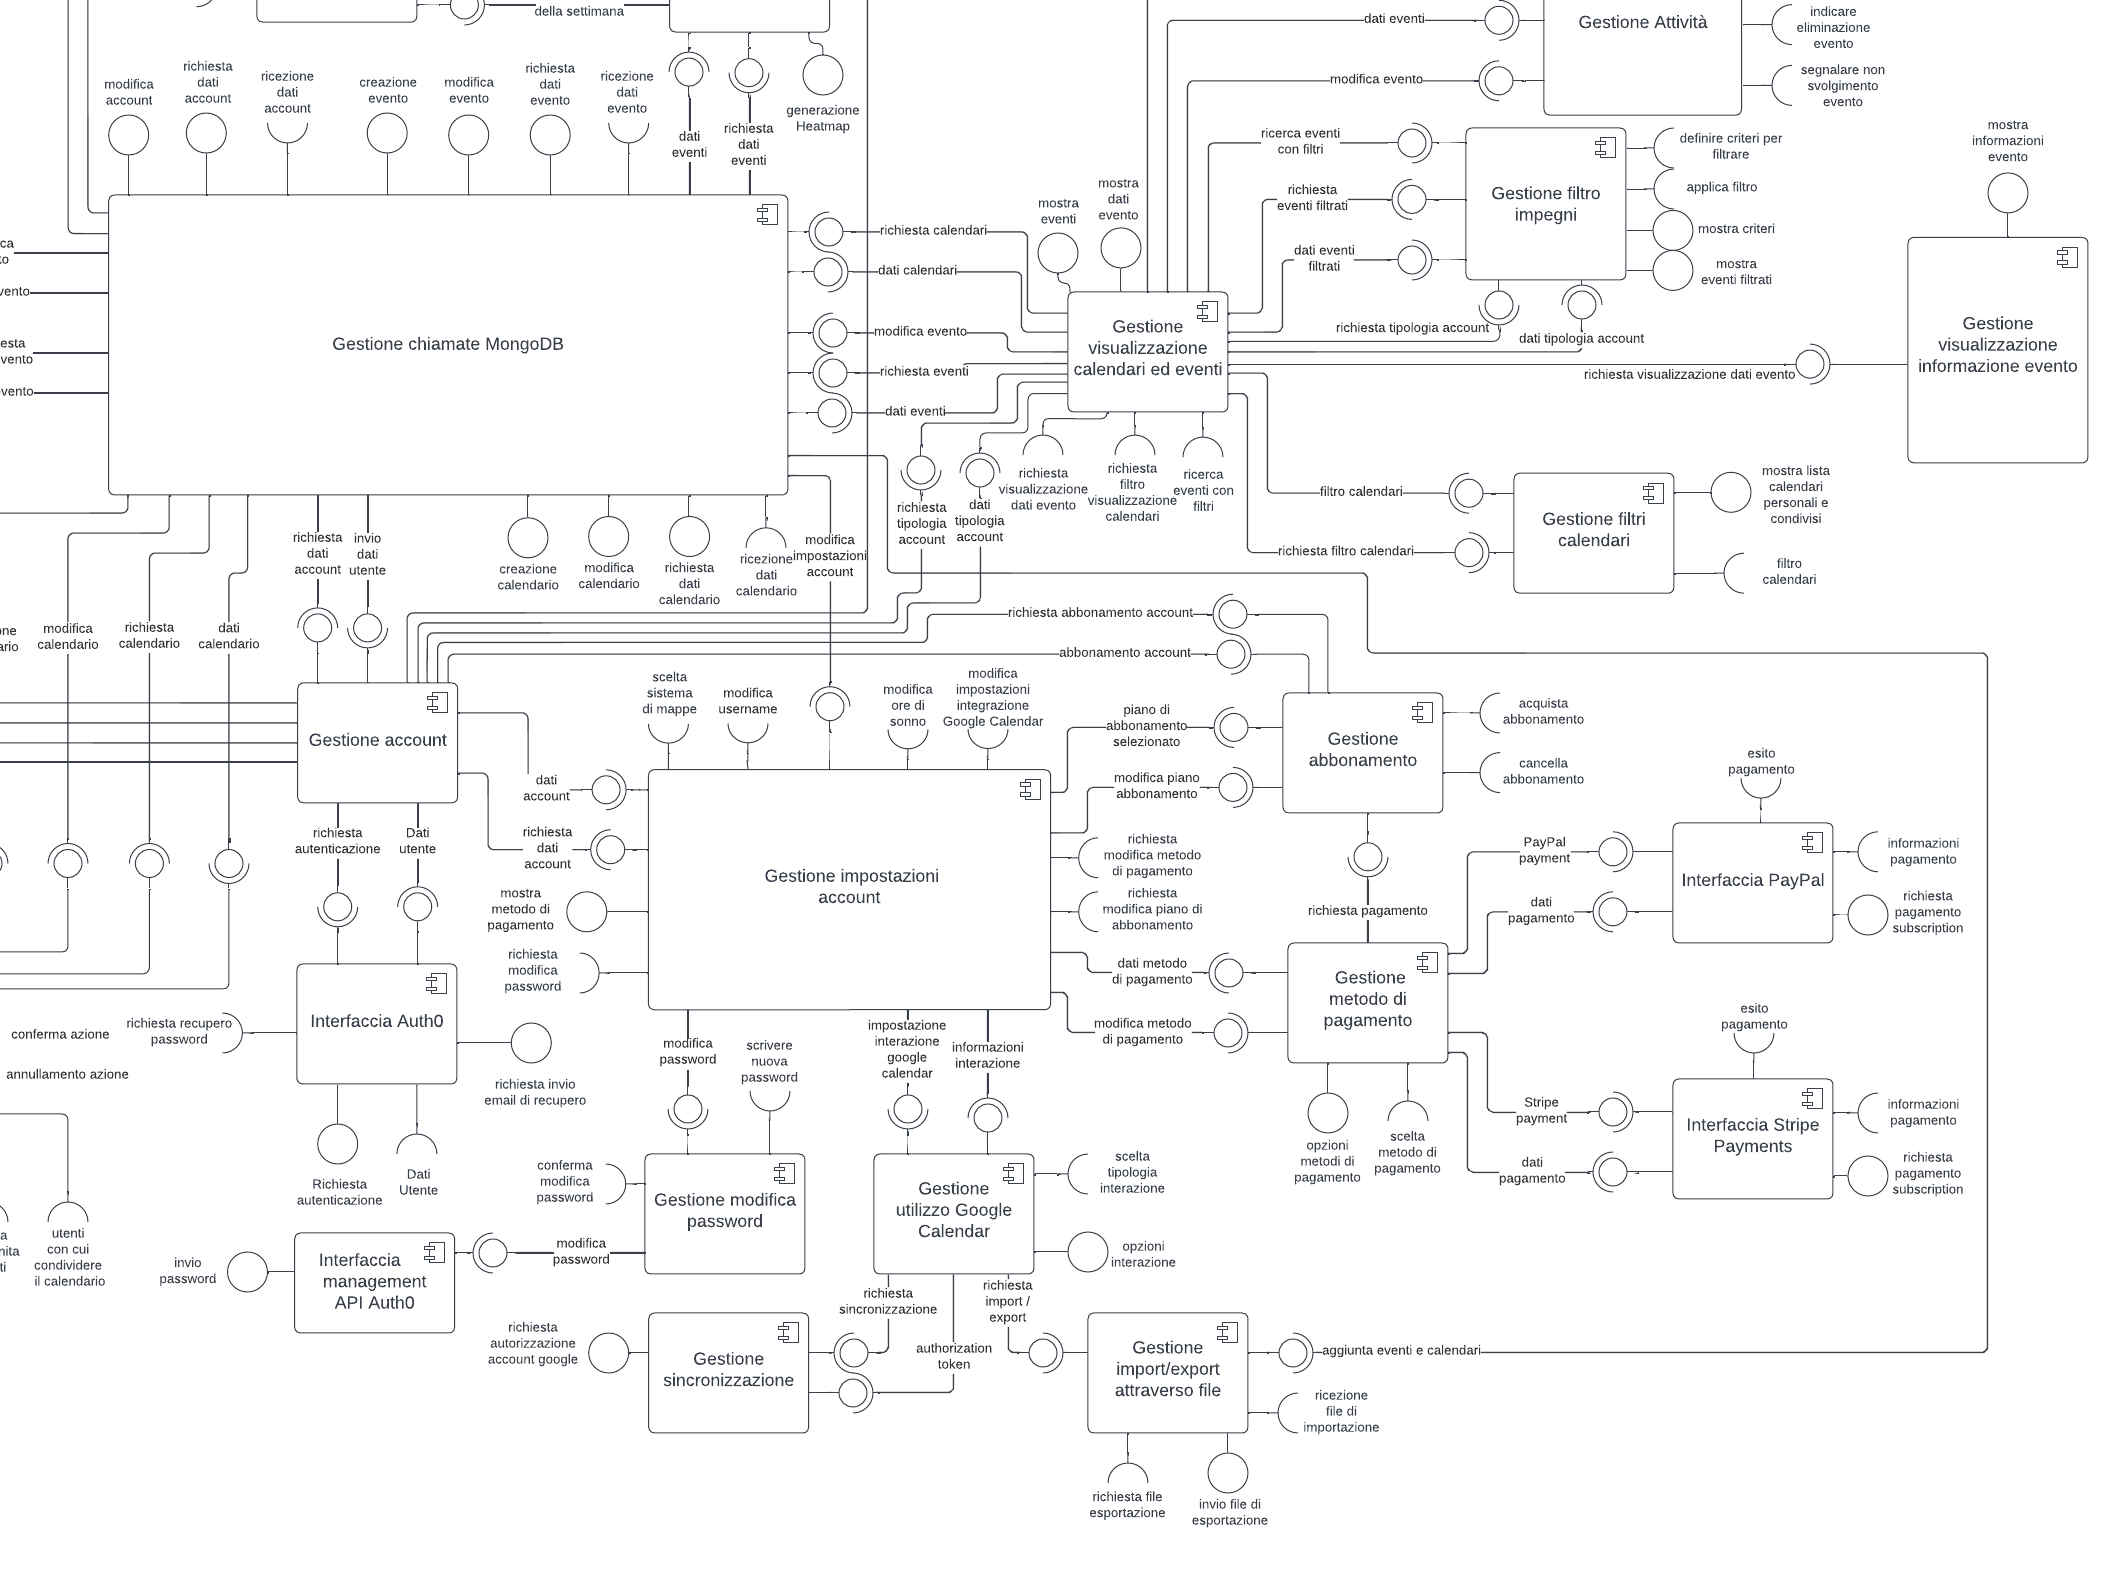 della settimana
modifica
account
richiesta
dati
account
ricezione
dati
account
creazione
evento
modifica
evento
richiesta
dati
evento
ricezione
dati
evento
dati
eventi
richiesta
dati
eventi
generazione
Heatmap
dati eventi
modifica evento
Gestione Attività
indicare
eliminazione
evento
segnalare non
svolgimento
evento
ricerca eventi
con filtri
richiesta
eventi filtrati
dati eventi
filtrati
Gestione filtro
impegni
definire criteri per
filtrare
applica filtro
mostra criteri
mostra
eventi filtrati
richiesta tipologia account
dati tipologia account
mostra
informazioni
evento
Gestione
visualizzazione
informazione evento
richiesta visualizzazione dati evento
ca
to
vento
esta
vento
vento
Gestione chiamate MongoDB
richiesta calendari
dati calendari
modifica evento
richiesta eventi
dati eventi
mostra
eventi
mostra
dati
evento
Gestione
visualizzazione
calendari ed eventi
richiesta
visualizzazione
dati evento
richiesta
filtro
visualizzazione
calendari
ricerca
eventi con
filtri
richiesta
tipologia
account
dati
tipologia
account
filtro calendari
richiesta filtro calendari
Gestione filtri
calendari
mostra lista
calendari
personali e
condivisi
filtro
calendari
richiesta
dati
account
invio
dati
utente
creazione
calendario
modifica
calendario
richiesta
dati
calendario
ricezione
dati
calendario
modifica
impostazioni
account
ne
ario
modifica
calendario
richiesta
calendario
dati
calendario
richiesta abbonamento account
abbonamento account
Gestione account
scelta
sistema
di mappe
modifica
username
modifica
ore di
sonno
modifica
impostazioni
integrazione
Google Calendar
piano di
abbonamento
selezionato
modifica piano
abbonamento
Gestione
abbonamento
acquista
abbonamento
cancella
abbonamento
dati
account
richiesta
dati
account
mostra
metodo di
pagamento
richiesta
modifica
password
Gestione impostazioni
account
richiesta
modifica metodo
di pagamento
richiesta
modifica piano di
abbonamento
dati metodo
di pagamento
modifica metodo
di pagamento
richiesta pagamento
Gestione
metodo di
pagamento
opzioni
metodi di
pagamento
scelta
metodo di
pagamento
PayPal
payment
dati
pagamento
esito
pagamento
Interfaccia PayPal
informazioni
pagamento
richiesta
pagamento
subscription
Stripe
payment
dati
pagamento
esito
pagamento
Interfaccia Stripe
Payments
informazioni
pagamento
richiesta
pagamento
subscription
richiesta
autenticazione
Dati
utente
Interfaccia Auth0
conferma azione
richiesta recupero
password
annullamento azione
richiesta invio
email di recupero
Richiesta
autenticazione
Dati
Utente
a
nita
ti
utenti
con cui
condividere
il calendario
modifica
password
scrivere
nuova
password
impostazione
interazione
google
calendar
informazioni
interazione
conferma
modifica
password
Gestione modifica
password
modifica
password
invio
password
Interfaccia
management
API Auth0
Gestione
utilizzo Google
Calendar
scelta
tipologia
interazione
opzioni
interazione
richiesta
sincronizzazione
richiesta
import /
export
authorization
token
richiesta
autorizzazione
account google
Gestione
sincronizzazione
Gestione
import/export
attraverso file
aggiunta eventi e calendari
ricezione
file di
importazione
richiesta file
esportazione
invio file di
esportazione